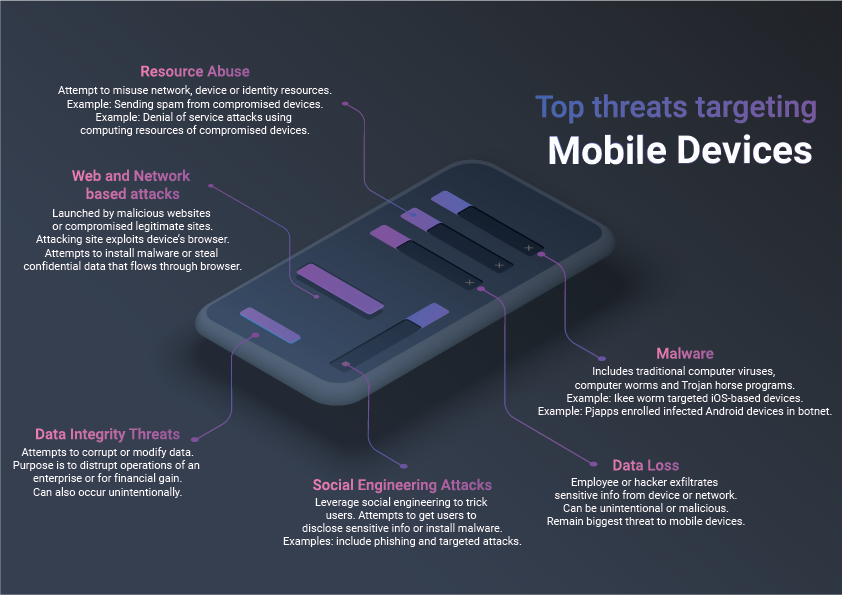 Top threats targeting
Mobile Devices
Resource Abuse
Attempt to misuse network, device or identity resources.
Example: Sending spam from compromised devices.
Example: Denial of service attacks using
computing resources of compromised devices.
Web and Network
based attacks
Launched by malicious websites
or compromised legitimate sites.
Attacking site exploits device's browser.
Attempts to install malware or steal
confidential data that flows through browser.
Malware
Includes traditional computer viruses,
computer worms and Trojan horse programs.
Example: Ikee worm targeted iOS-based devices.
Example: Pjapps enrolled infected Android devices in botnet.
Data Integrity Threats
Attempts to corrupt or modify data.
Purpose is to distrupt operations of an
enterprise or for financial gain.
Can also occur unintentionally.
Social Engineering Attacks
Leverage social engineering to trick
users. Attempts to get users to
disclose sensitive info or install malware.
Examples: include phishing and targeted attacks.
Data Loss
Employee or hacker exfiltrates
sensitive info from device or network.
Can be unintentional or malicious.
Remain biggest threat to mobile devices.